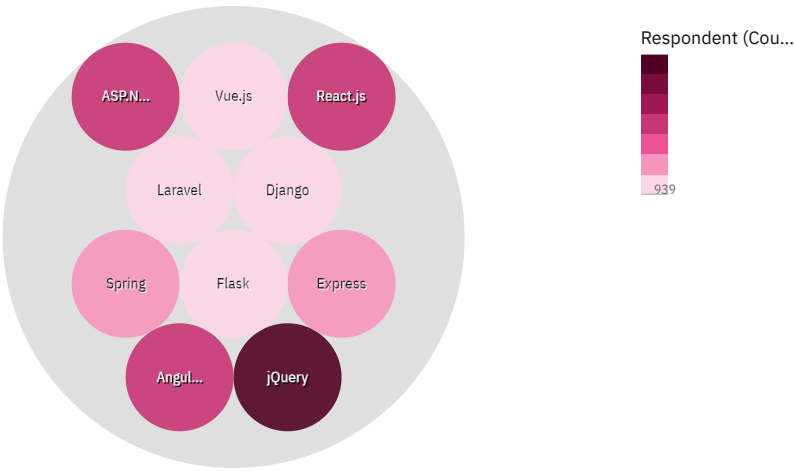 Respondent (Cou...
ASP.N...
Vue.js
React.js
Laravel
Django
939
Spring
Flask
Express
Angul...
jQuery